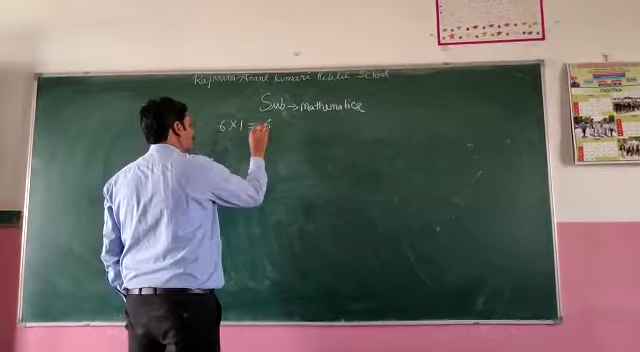 Rajmata Anant Kumari Public School
Sub → Mathematics
6 × 1 = 6